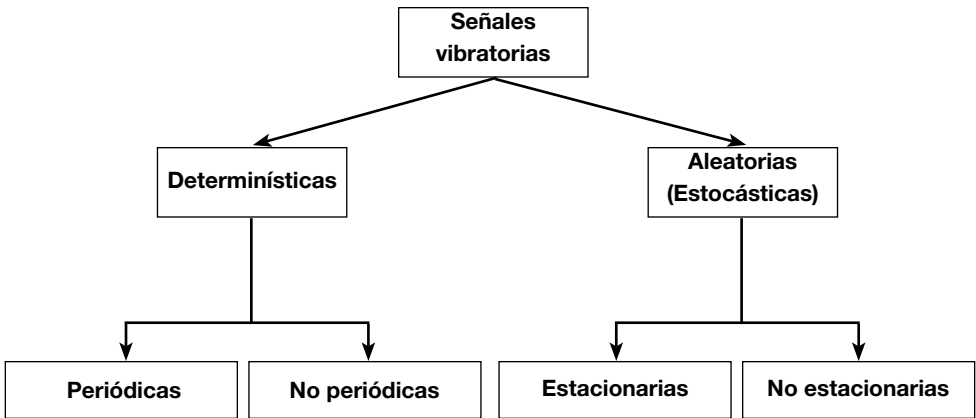 Señales
vibratorias
Determinísticas
Aleatorias
(Estocásticas)
Periódicas
No periódicas
Estacionarias
No estacionarias